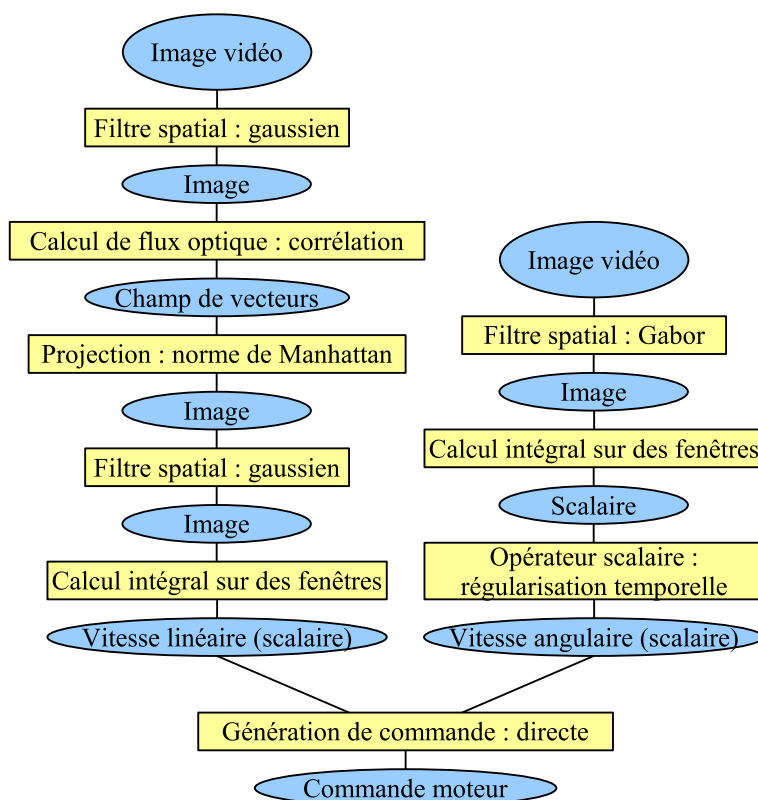 Image vidéo
Filtre spatial : gaussien
Image
Calcul de flux optique : corrélation
Champ de vecteurs
Projection : norme de Manhattan
Image
Filtre spatial : gaussien
Image
Calcul intégral sur des fenêtres
Vitesse linéaire (scalaire)
Image vidéo
Filtre spatial : Gabor
Image
Calcul intégral sur des fenêtres
Scalaire
Opérateur scalaire :
régularisation temporelle
Vitesse angulaire (scalaire)
Génération de commande : directe
Commande moteur